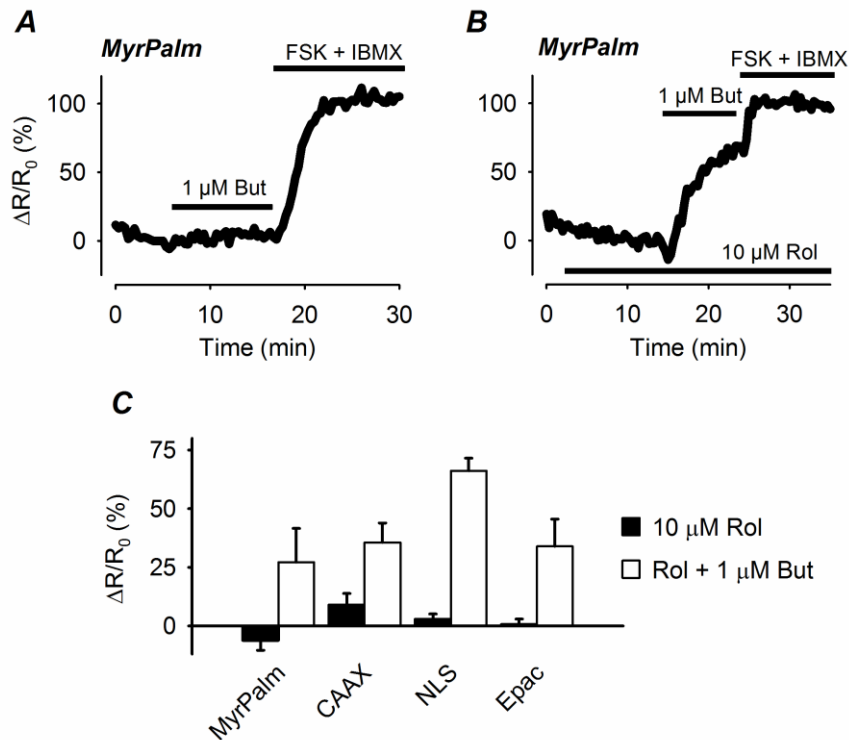 A
MyrPalm
FSK + IBMX
100
1 µM But
50
0
ΔR/R0 (%)
0 10 20 30
Time (min)
B
MyrPalm
FSK + IBMX
1 µM But
100
50
0
ΔR/R0 (%)
10 µM Rol
0 10 20 30
Time (min)
C
75
50
25
0
ΔR/R0 (%)
10 µM Rol
Rol + 1 µM But
MyrPalm
CAAX
NLS
Epac